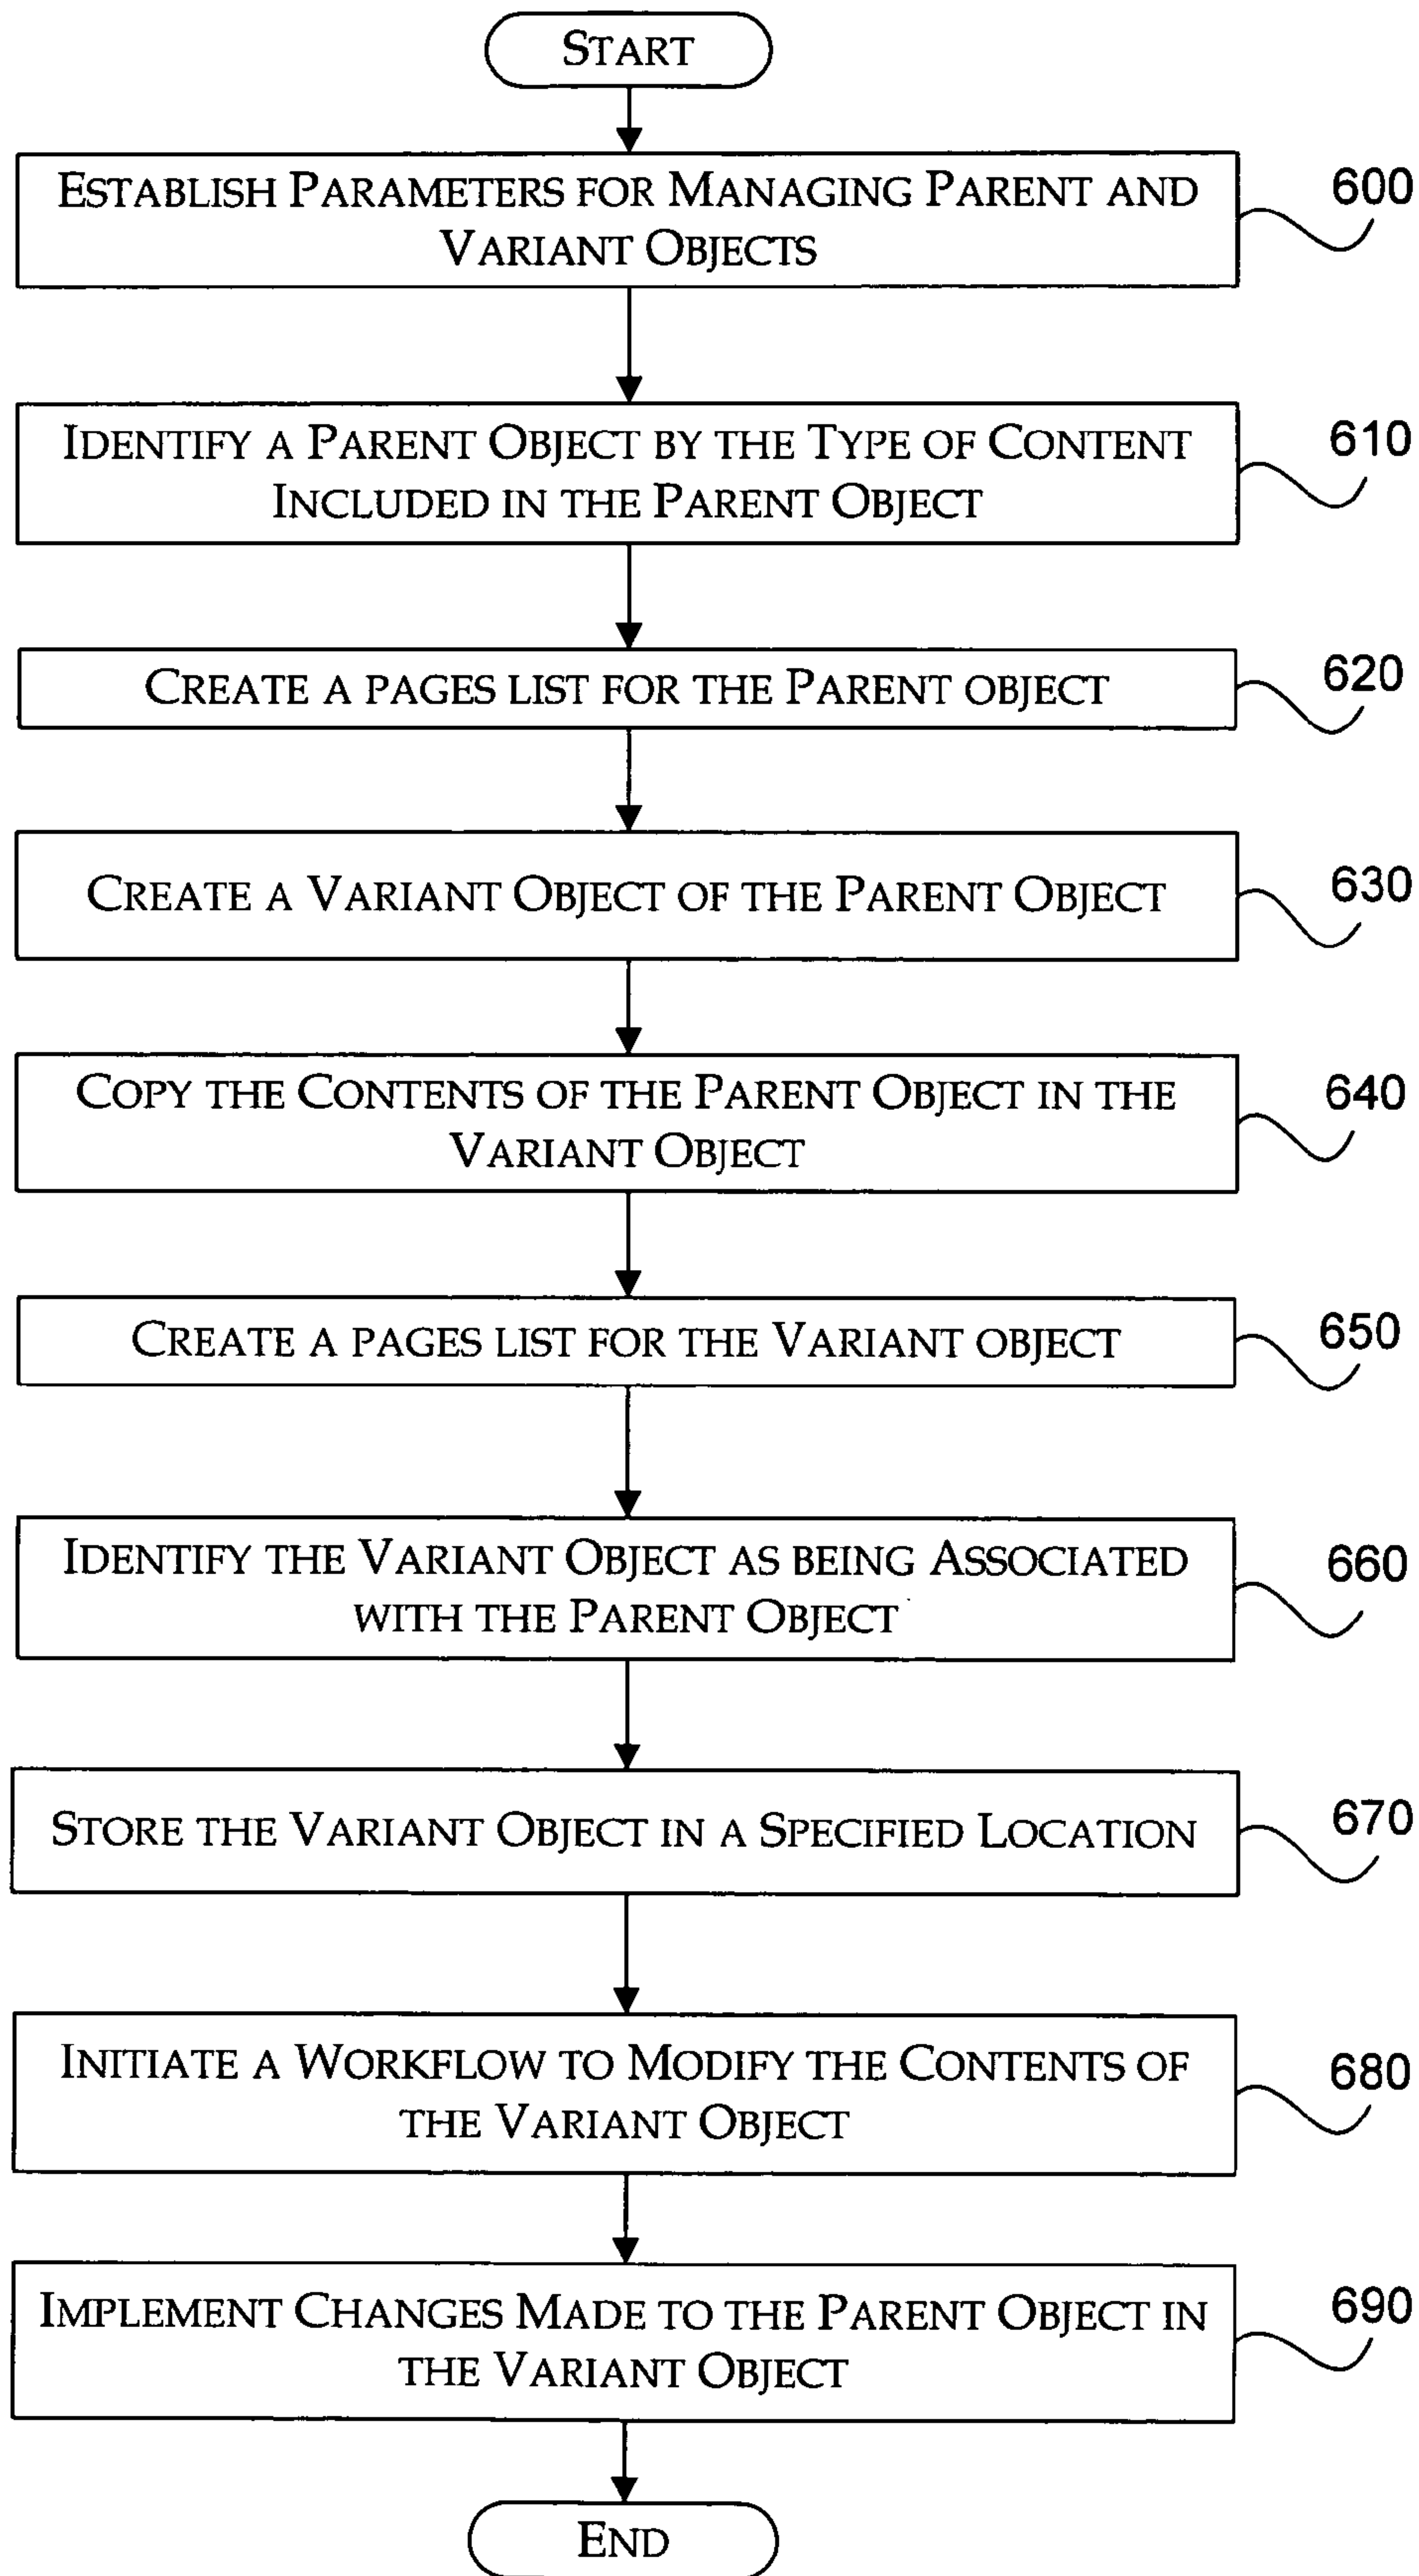 START
ESTABLISH PARAMETERS FOR MANAGING PARENT AND
VARIANT OBJECTS
600
IDENTIFY A PARENT OBJECT BY THE TYPE OF CONTENT
INCLUDED IN THE PARENT OBJECT
610
CREATE A PAGES LIST FOR THE PARENT OBJECT
620
CREATE A VARIANT OBJECT OF THE PARENT OBJECT
630
COPY THE CONTENTS OF THE PARENT OBJECT IN THE
VARIANT OBJECT
640
CREATE A PAGES LIST FOR THE VARIANT OBJECT
650
IDENTIFY THE VARIANT OBJECT AS BEING ASSOCIATED
WITH THE PARENT OBJECT
660
STORE THE VARIANT OBJECT IN A SPECIFIED LOCATION
670
INITIATE A WORKFLOW TO MODIFY THE CONTENTS OF
THE VARIANT OBJECT
680
IMPLEMENT CHANGES MADE TO THE PARENT OBJECT IN
THE VARIANT OBJECT
690
END